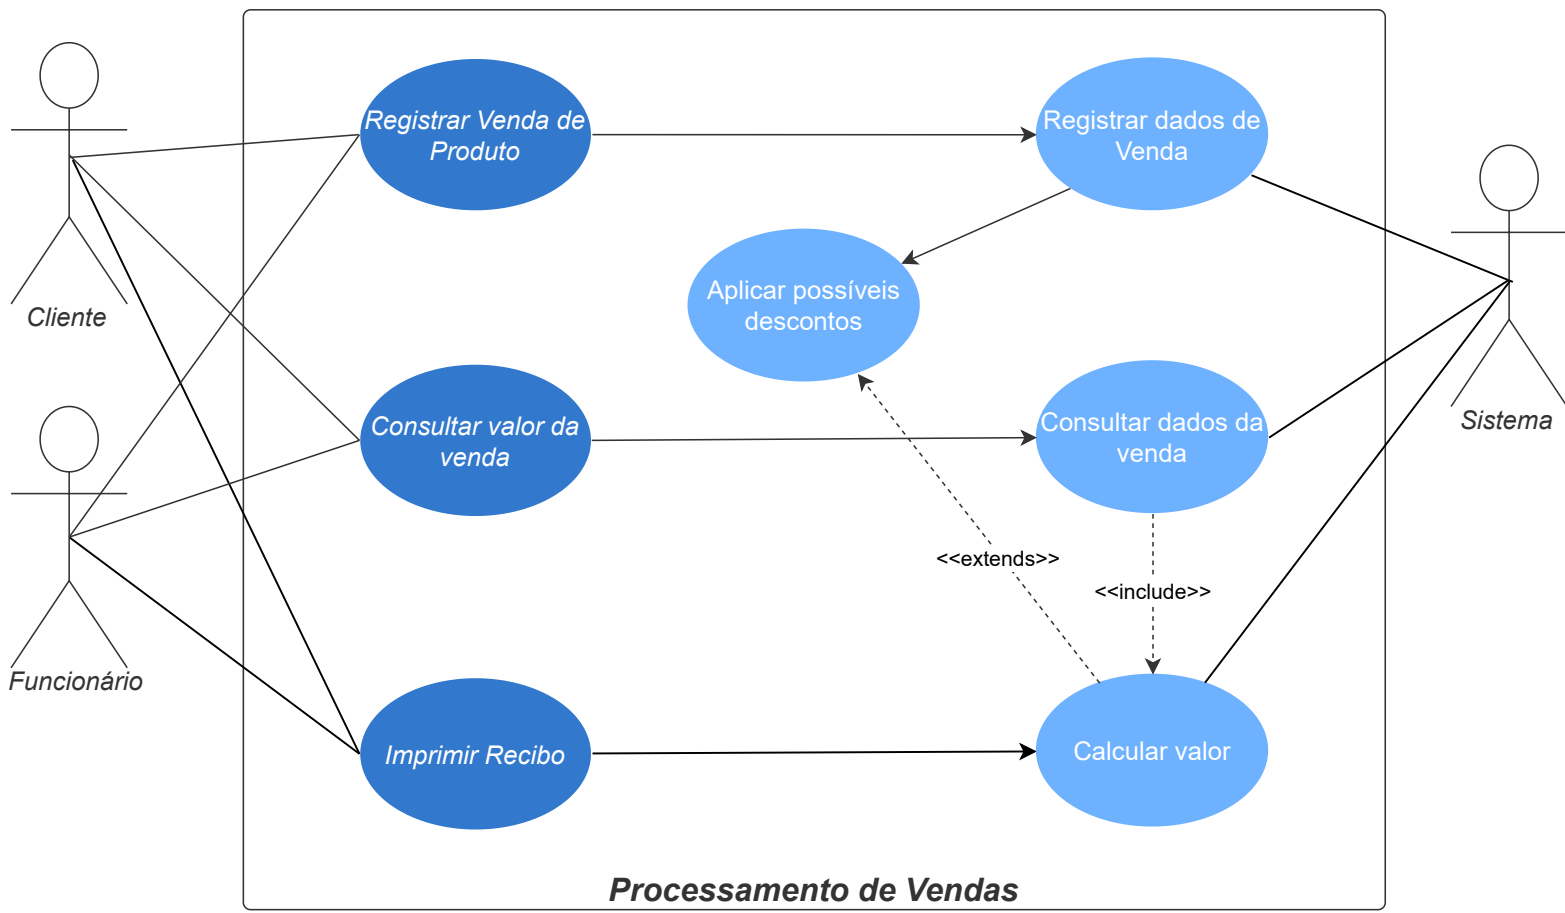 Registrar Venda de
Produto
Registrar dados de
Venda
Cliente
Aplicar possíveis
descontos
Sistema
Consultar valor da
venda
Consultar dados da
venda
<<extends>>
<<include>>
Funcionário
Imprimir Recibo
Calcular valor
Processamento de Vendas